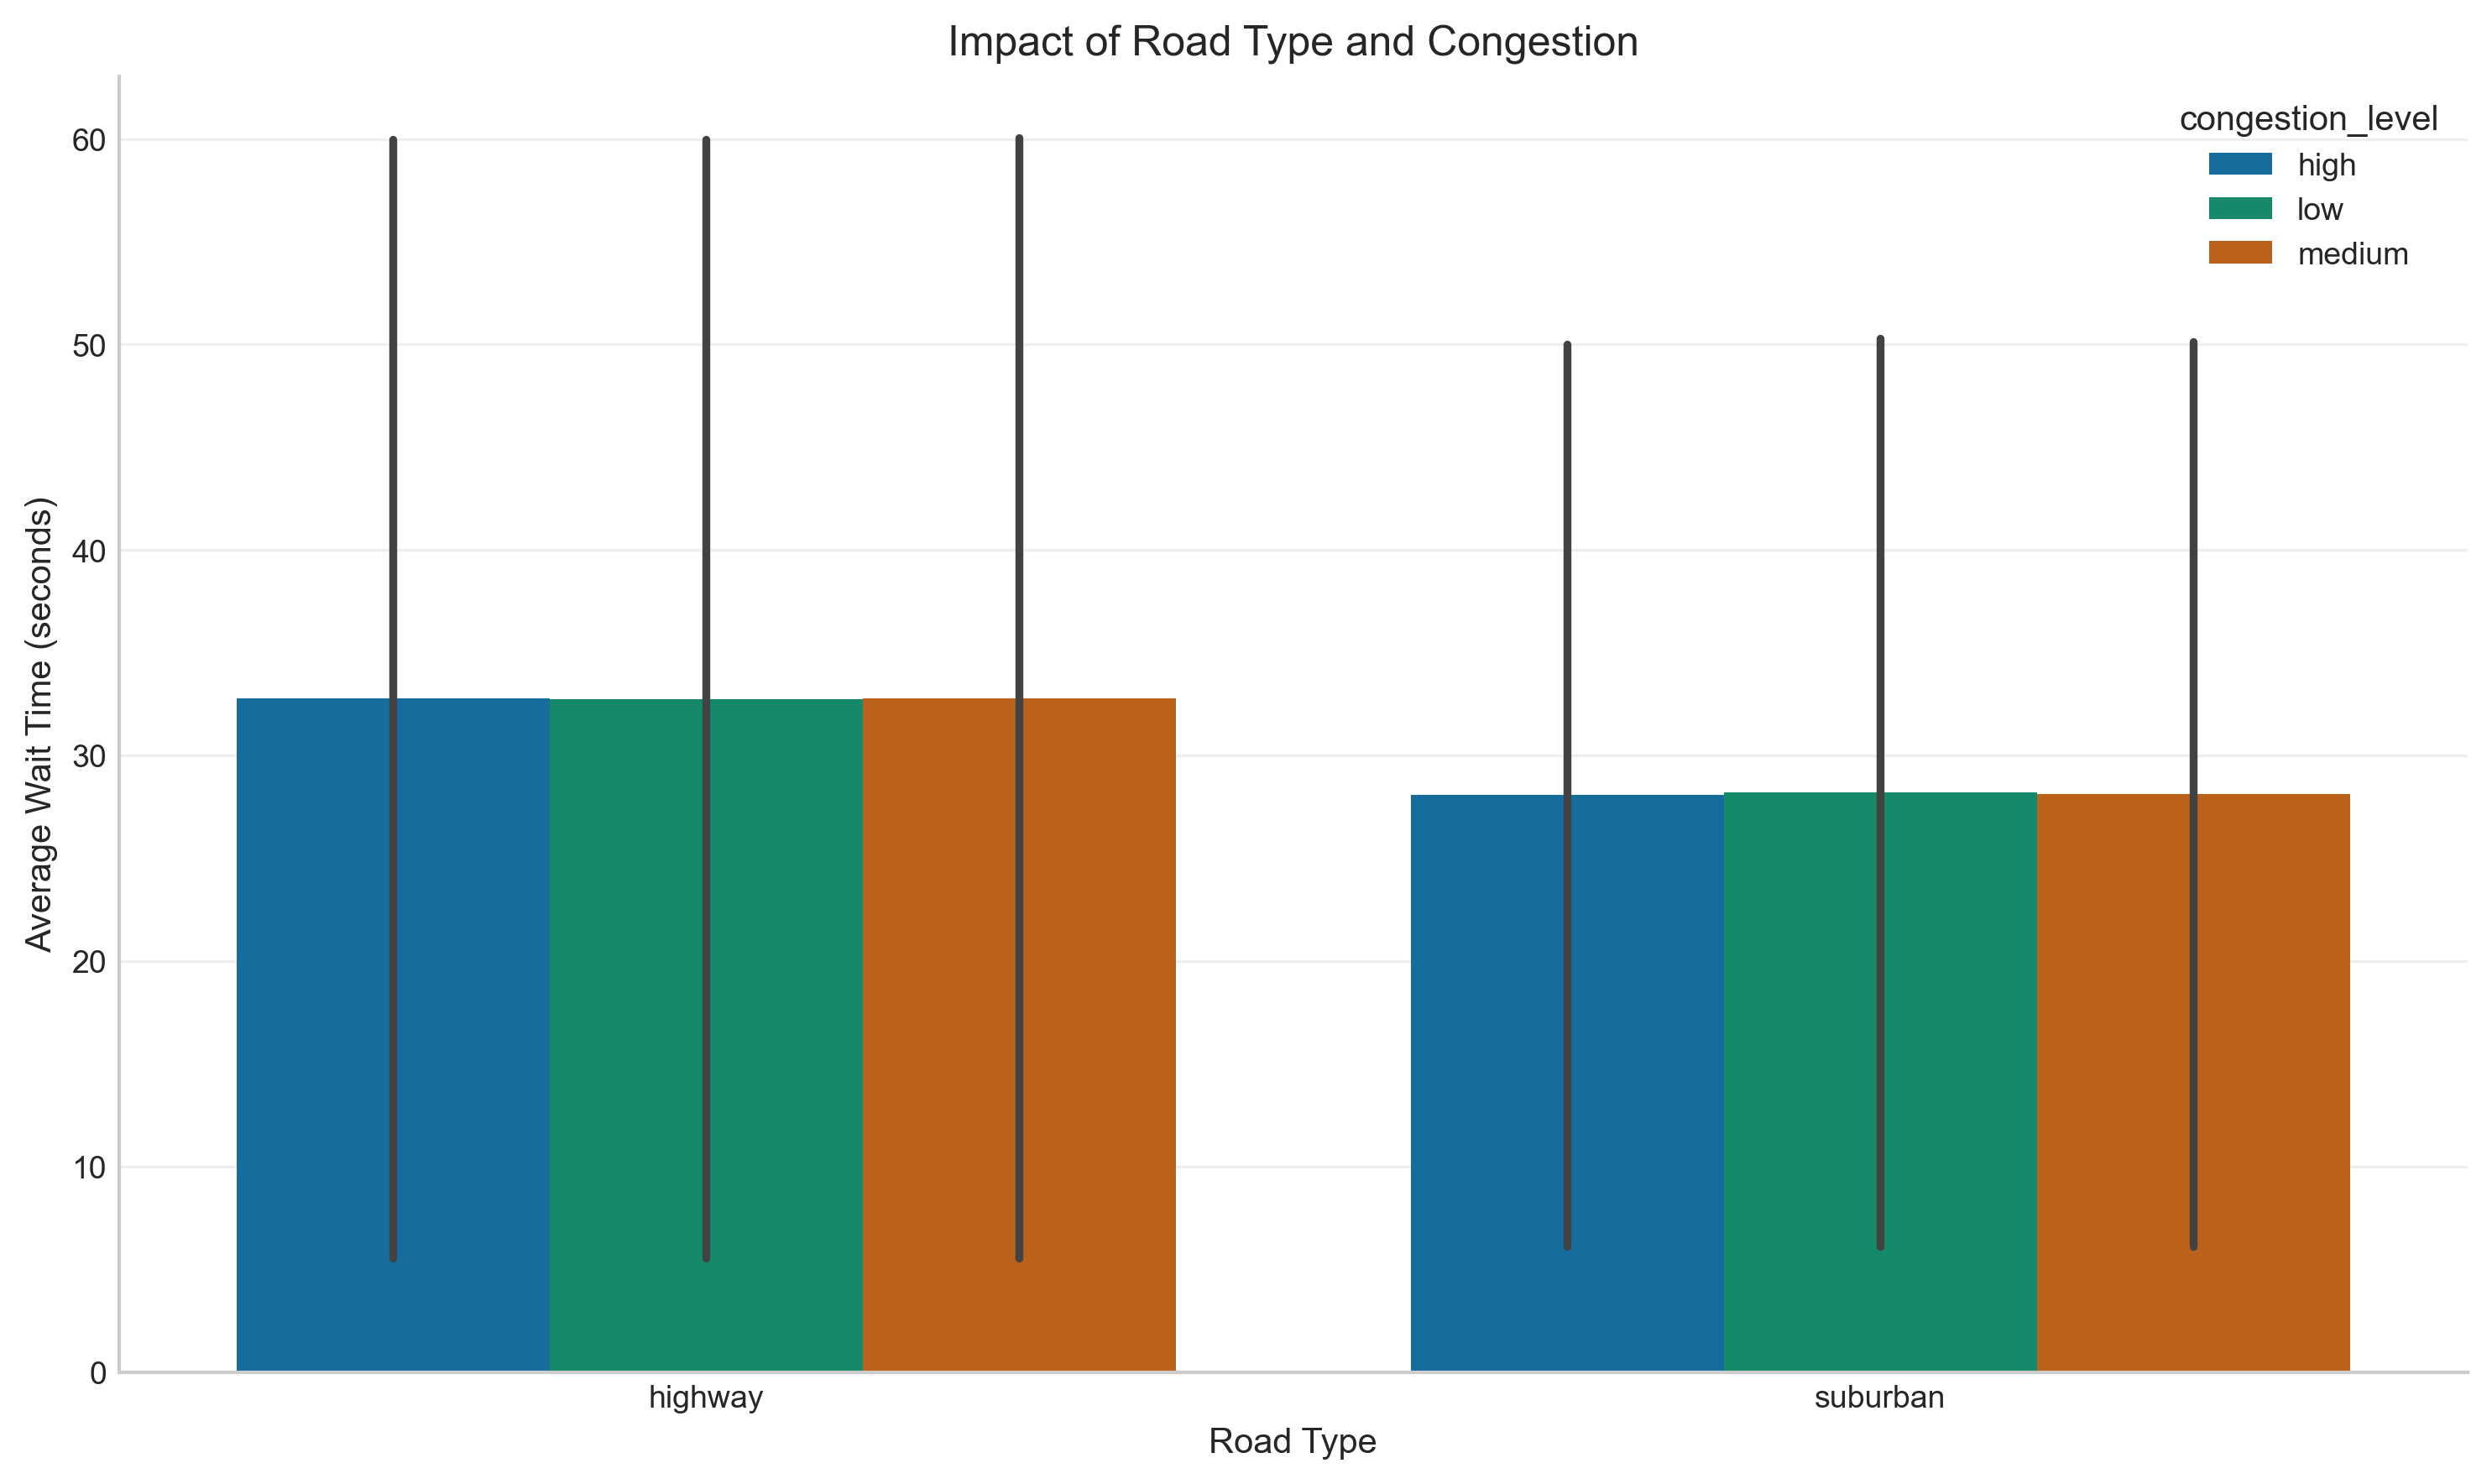 Impact of Road Type and Congestion
congestion_level
high
low
medium
Average Wait Time (seconds)
60
50
40
30
20
10
0
highway
suburban
Road Type